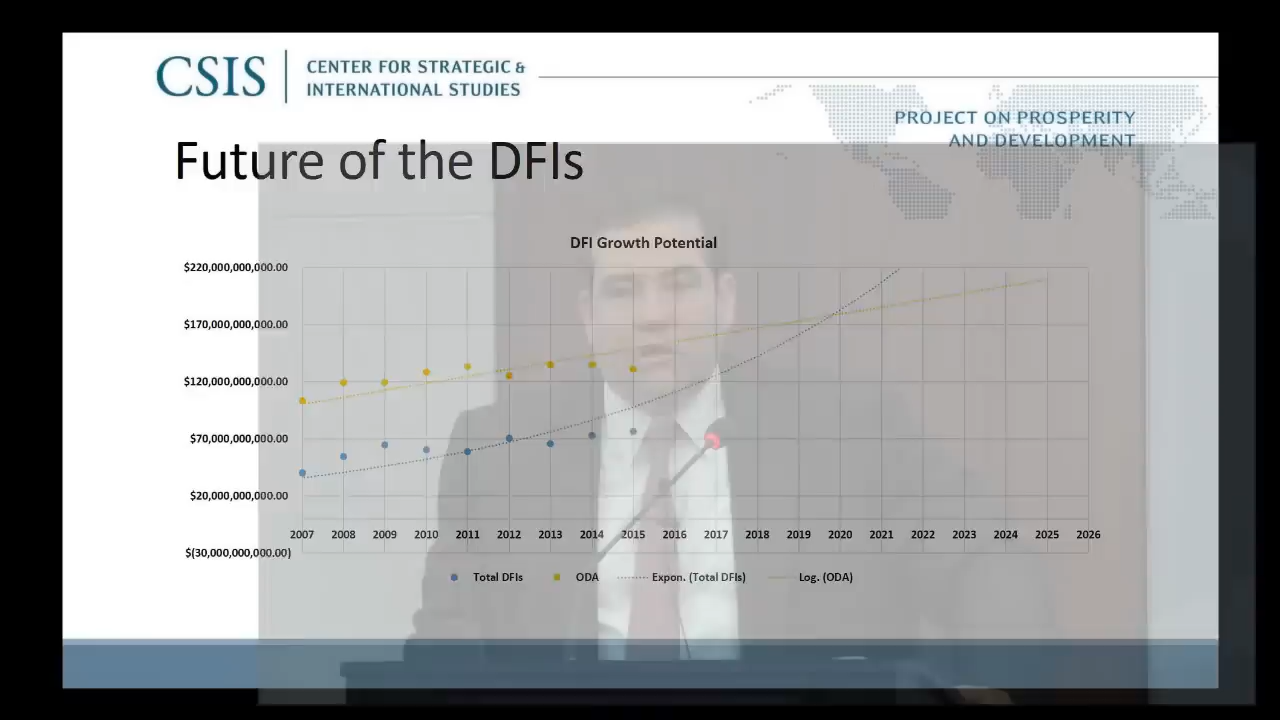 CSIS
CENTER FOR STRATEGIC &
INTERNATIONAL STUDIES
PROJECT ON PROSPERITY
AND DEVELOPMENT
Future of the DFIs
DFI Growth Potential
$220,000,000,000.00
$170,000,000,000.00
$120,000,000,000.00
$70,000,000,000.00
$20,000,000,000.00
2007 2008 2009 2010 2011 2012 2013 2014 2015 2016 2017 2018 2019 2020 2021 2022 2023 2024 2025 2026
$(30,000,000,000.00)
Total DFIs ODA Expon. (Total DFIs) Log. (ODA)